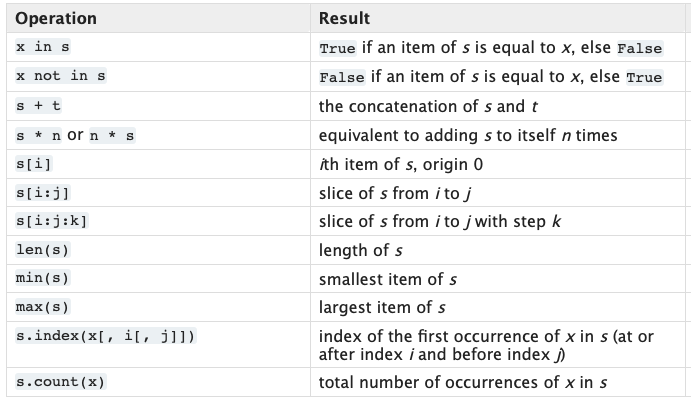 Operation Result
x in s True if an item of s is equal to x, else False
x not in s False if an item of s is equal to x, else True
s + t the concatenation of s and t
s * n or n * s equivalent to adding s to itself n times
s[i] ith item of s, origin 0
s[i:j] slice of s from i to j
s[i:j:k] slice of s from i to j with step k
len(s) length of s
min(s) smallest item of s
max(s) largest item of s
s.index(x[, i[, j]]) index of the first occurrence of x in s (at or
after index i and before index j)
s.count(x) total number of occurrences of x in s